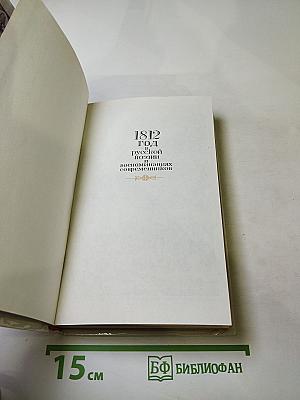 1812
год
в
русской
поэзии
и
воспоминаниях
современников
15 см
БФ БИБЛИОФАН